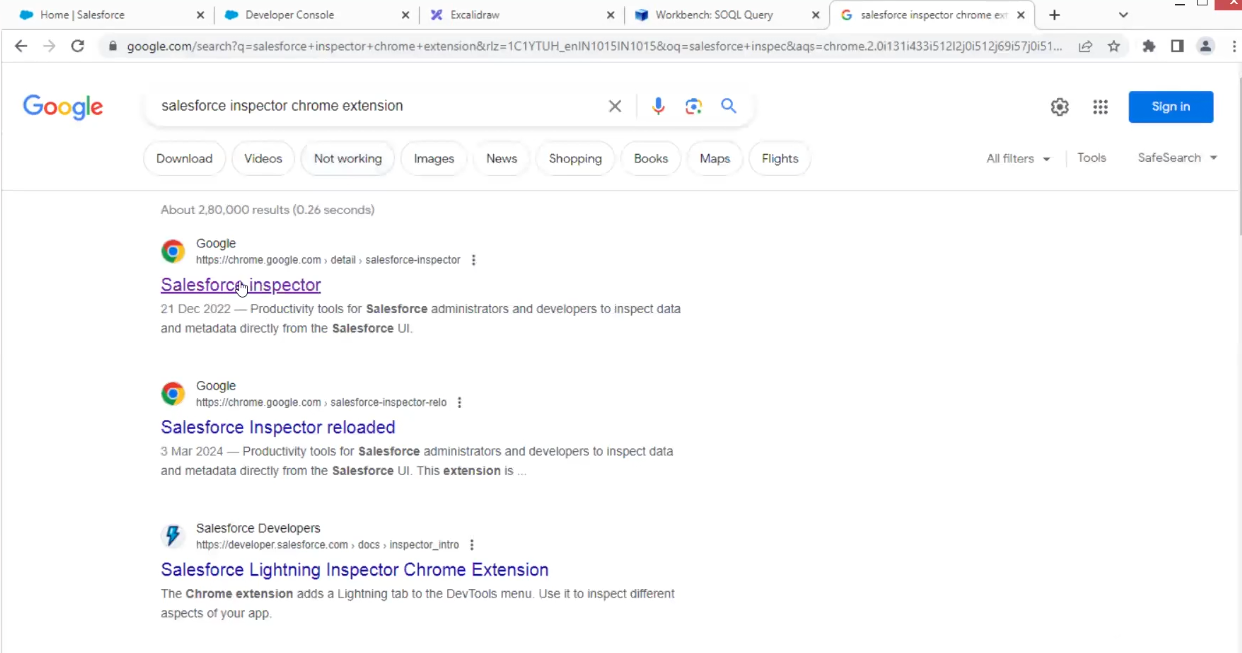 Home | Salesforce
Developer Console
Excalidraw
Workbench: SOQL Query
salesforce inspector chrome ex
google.com/search?q=salesforce+inspector+chrome+extension&rlz=1C1YTUH_enIN1015IN1015&oq=salesforce+inspec&aqs=chrome.2.0i131i433i512l2j0i512j69i57j0i51...
Google
salesforce inspector chrome extension
Sign in
Download
Videos
Not working
Images
News
Shopping
Books
Maps
Flights
All filters
Tools
SafeSearch
About 2,80,000 results (0.26 seconds)
Google
https://chrome.google.com › detail › salesforce-inspector
Salesforce inspector
21 Dec 2022 — Productivity tools for Salesforce administrators and developers to inspect data
and metadata directly from the Salesforce UI.
Google
https://chrome.google.com › salesforce-inspector-relo
Salesforce Inspector reloaded
3 Mar 2024 — Productivity tools for Salesforce administrators and developers to inspect data
and metadata directly from the Salesforce UI. This extension is ...
Salesforce Developers
https://developer.salesforce.com › docs › inspector_intro
Salesforce Lightning Inspector Chrome Extension
The Chrome extension adds a Lightning tab to the DevTools menu. Use it to inspect different
aspects of your app.